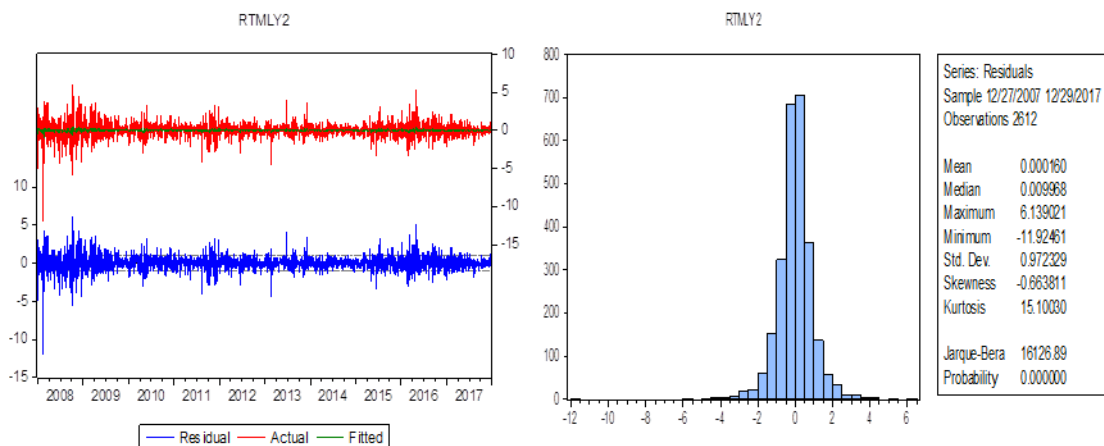 RTMLY2
10
5
0
-5
-10
-15
10
5
0
-5
-10
-15
2008 2009 2010 2011 2012 2013 2014 2015 2016 2017
Residual Actual Fitted
RTMLY2
800
700
600
500
400
300
200
100
0
-12 -10 -8 -6 -4 -2 0 2 4 6
Series: Residuals
Sample 12/27/2007 12/29/2017
Observations 2612
Mean 0.000160
Median 0.009968
Maximum 6.139021
Minimum -11.92461
Std. Dev. 0.972329
Skewness -0.663811
Kurtosis 15.10030
Jarque-Bera 16126.89
Probability 0.000000